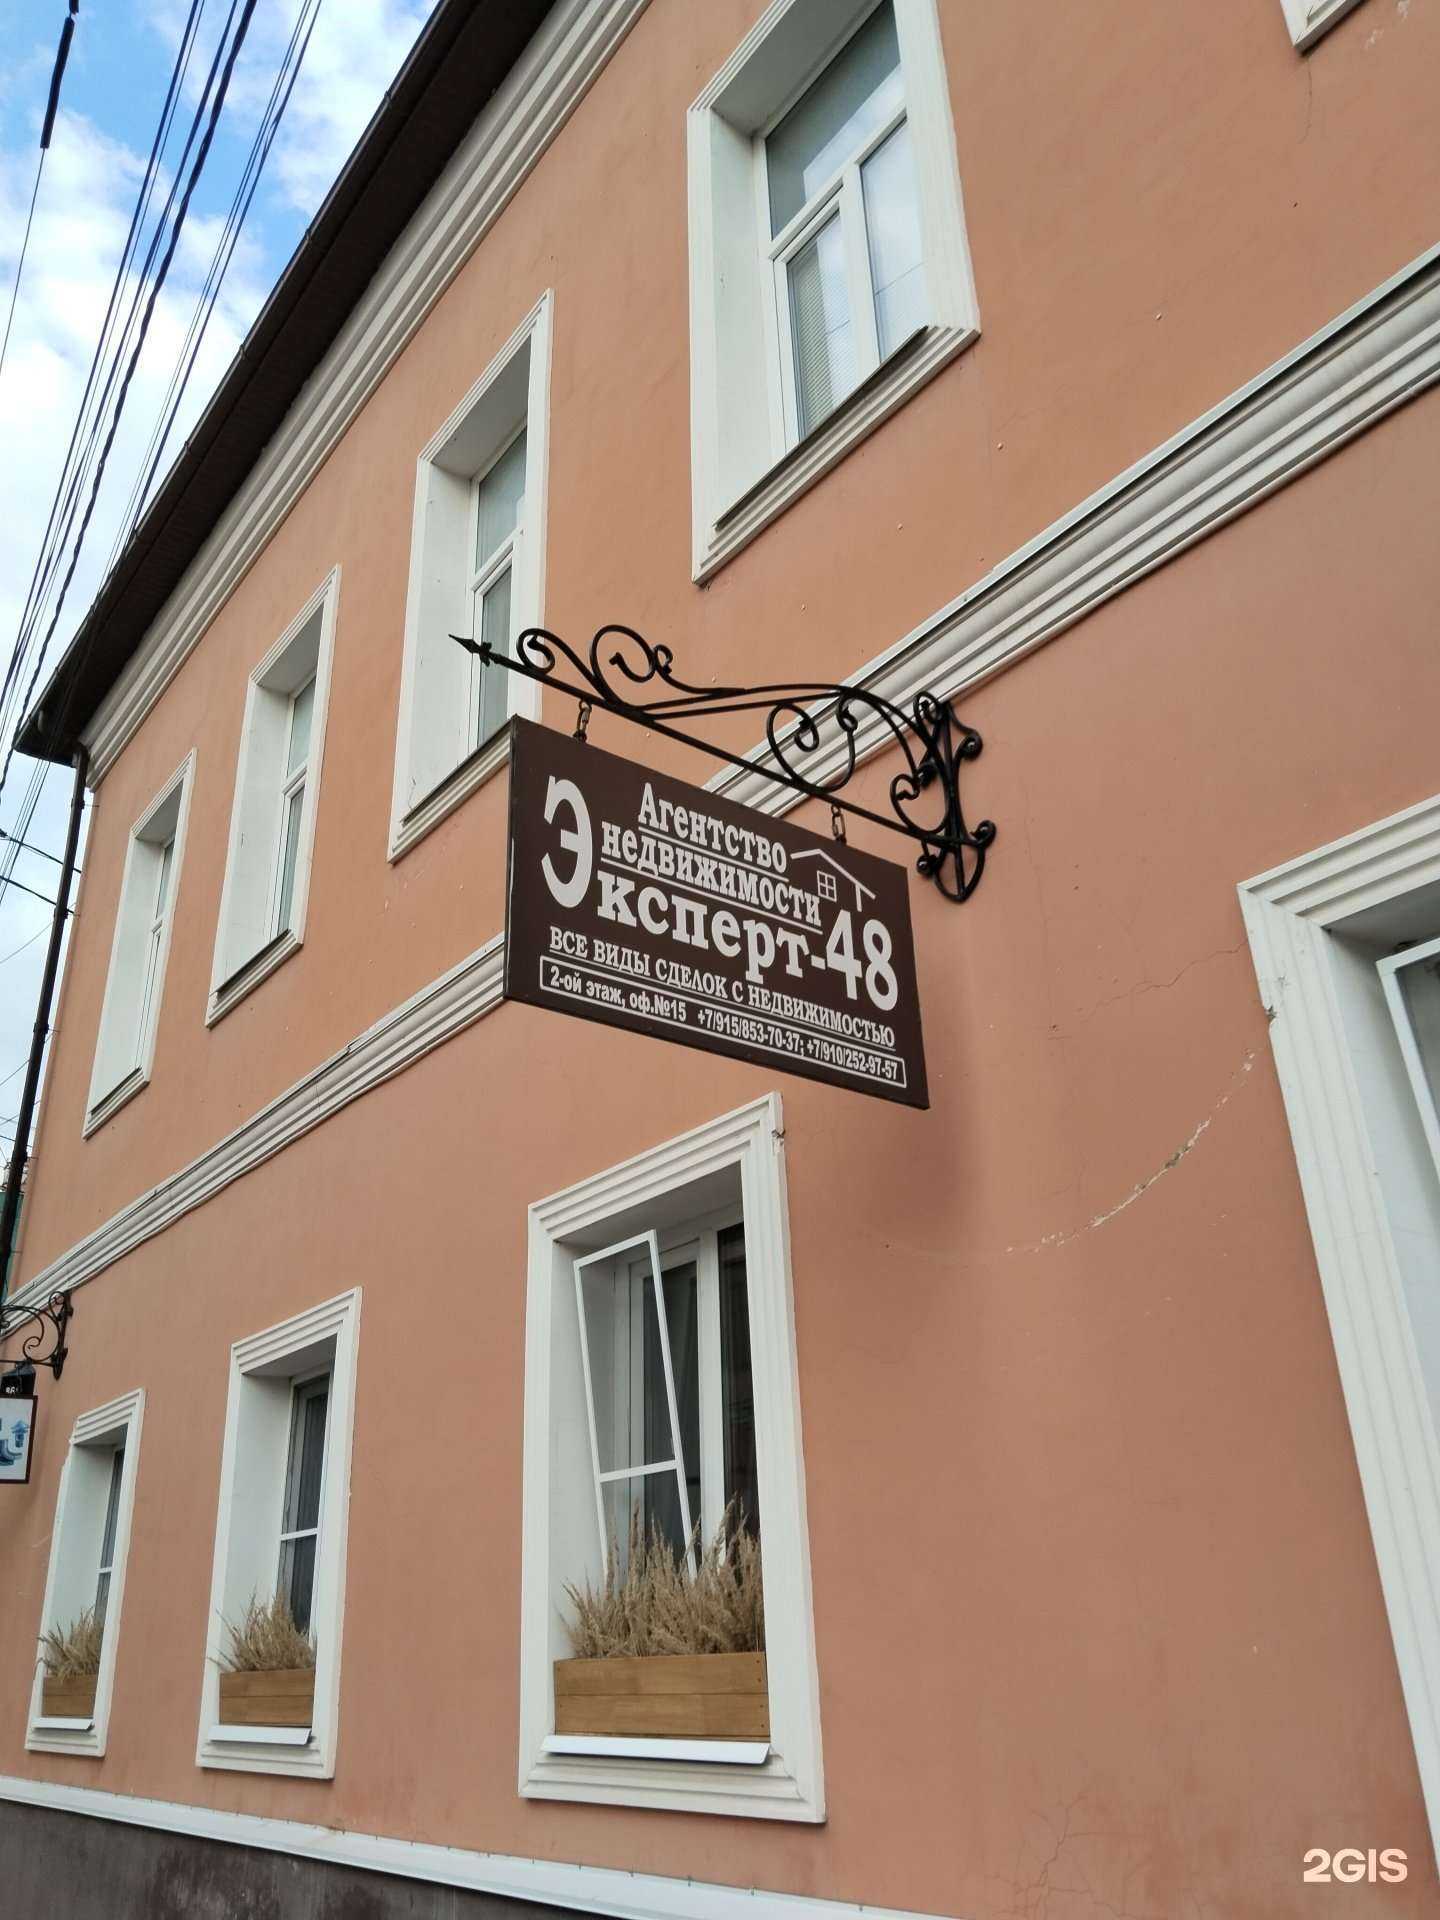 Агентство
недвижимости
Эксперт-48
ВСЕ ВИДЫ СДЕЛОК С НЕДВИЖИМОСТЬЮ
2-ой этаж, оф.№15 +7/915/853-70-37; +7/910/252-97-57
2GIS